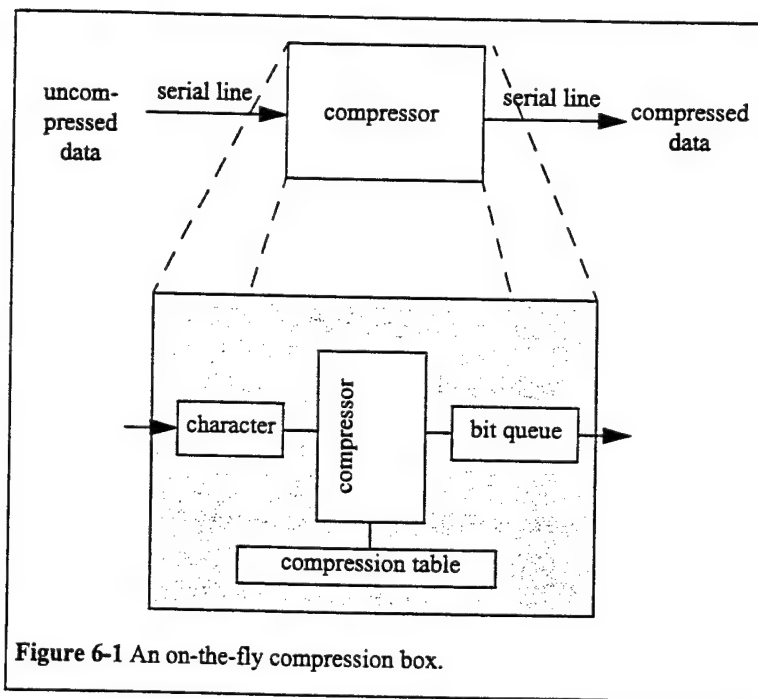 uncom-
pressed
data
serial line
compressor
serial line
compressed
data
character
compressor
bit queue
compression table
Figure 6-1 An on-the-fly compression box.